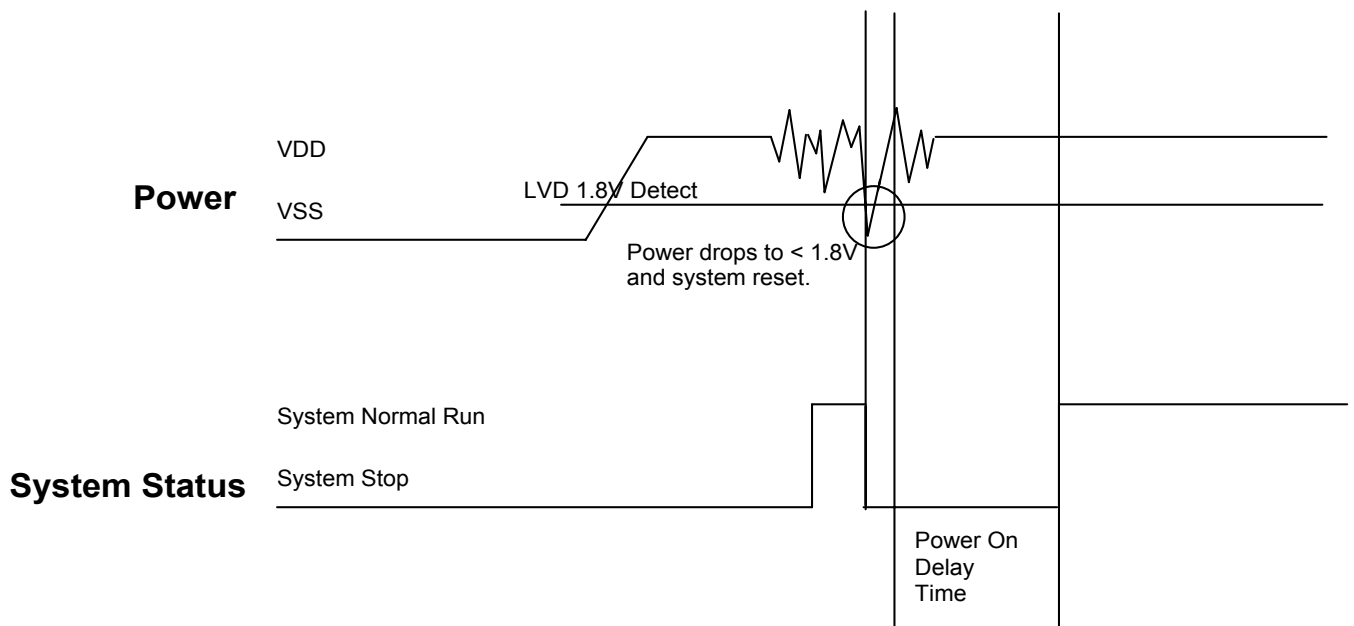 VDD
Power
LVD 1.8V Detect
VSS
Power drops to < 1.8V
and system reset.
System Normal Run
System Status
System Stop
Power On
Delay
Time